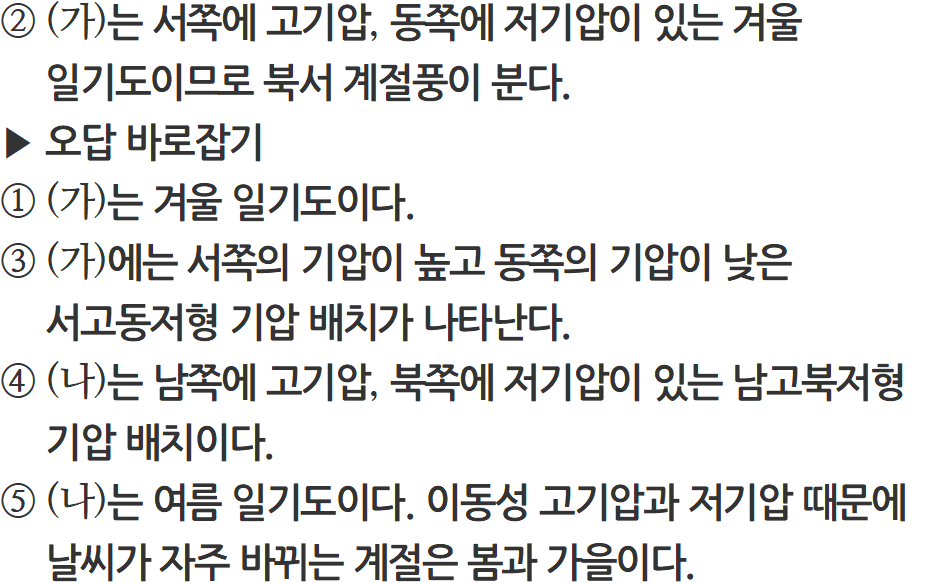 ② (가)는 서쪽에 고기압, 동쪽에 저기압이 있는 겨울
일기도이므로 북서 계절풍이 분다.
▶ 오답 바로잡기
① (가)는 겨울 일기도이다.
③ (가)에는 서쪽의 기압이 높고 동쪽의 기압이 낮은
서고동저형 기압 배치가 나타난다.
④ (나)는 남쪽에 고기압, 북쪽에 저기압이 있는 남고북저형
기압 배치이다.
⑤ (나)는 여름 일기도이다. 이동성 고기압과 저기압 때문에
날씨가 자주 바뀌는 계절은 봄과 가을이다.